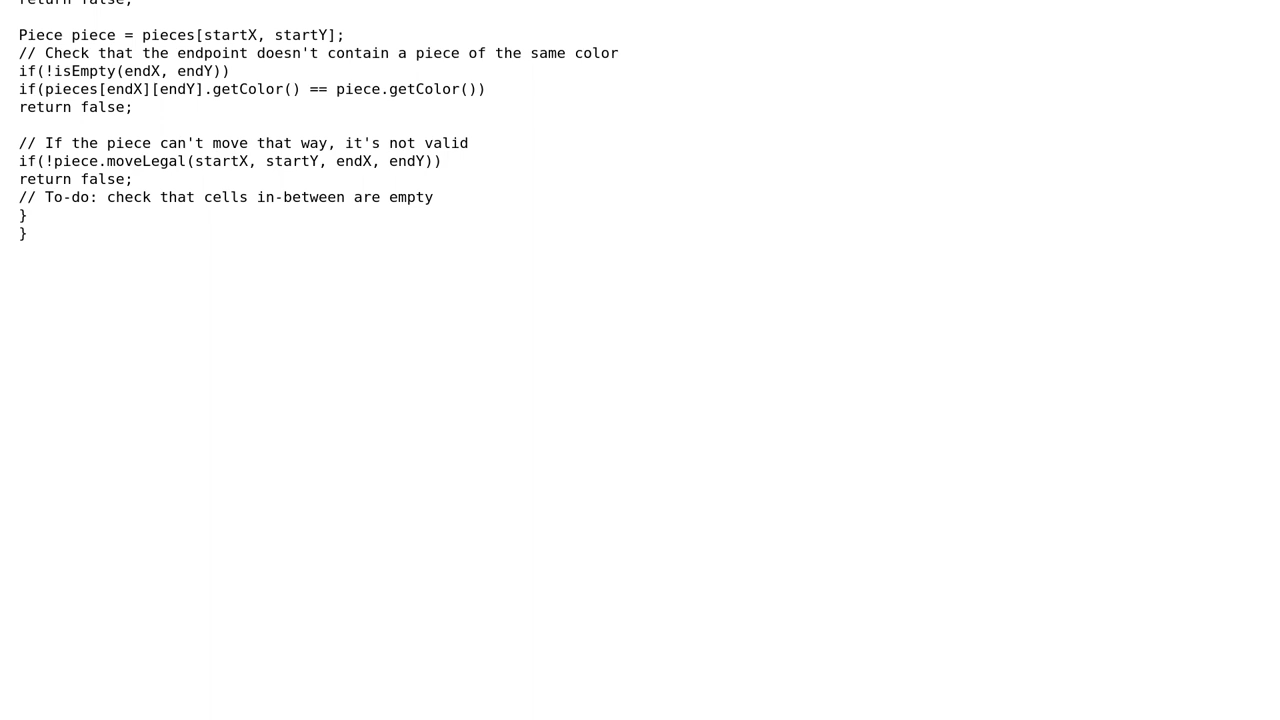 return false;
Piece piece = pieces[startX, startY];
// Check that the endpoint doesn't contain a piece of the same color
if(!isEmpty(endX, endY))
if(pieces[endX][endY].getColor() == piece.getColor())
return false;
// If the piece can't move that way, it's not valid
if(!piece.moveLegal(startX, startY, endX, endY))
return false;
// To-do: check that cells in-between are empty
}
}